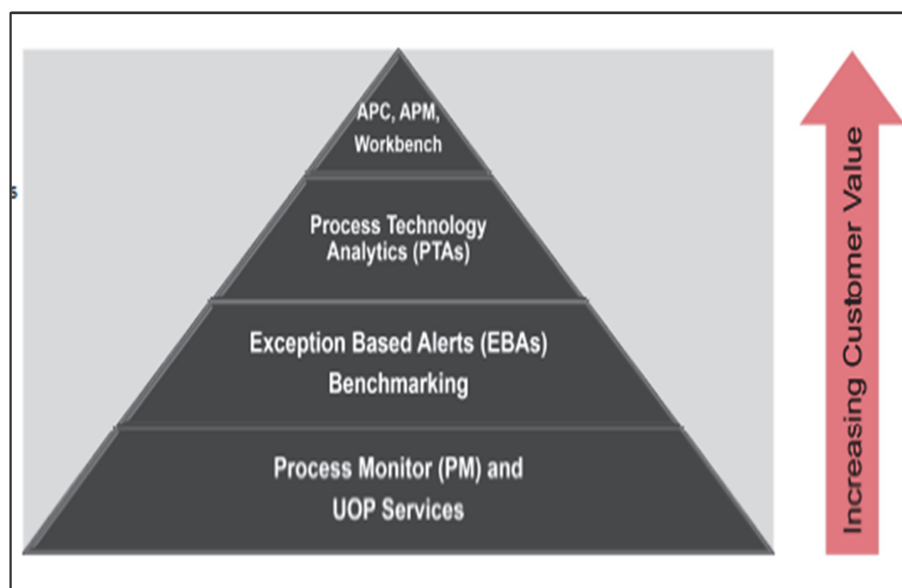 APC, APM,
Workbench
Process Technology
Analytics (PTAs)
Exception Based Alerts (EBAs)
Benchmarking
Process Monitor (PM) and
UOP Services
Increasing Customer Value
s